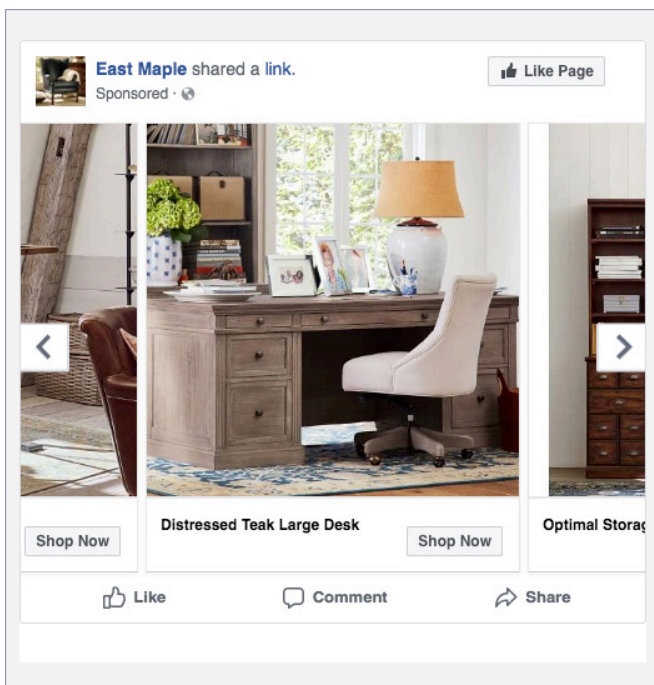 East Maple shared a link.
Like Page
Sponsored ·
Shop Now
Distressed Teak Large Desk
Shop Now
Optimal Storag
Like
Comment
Share